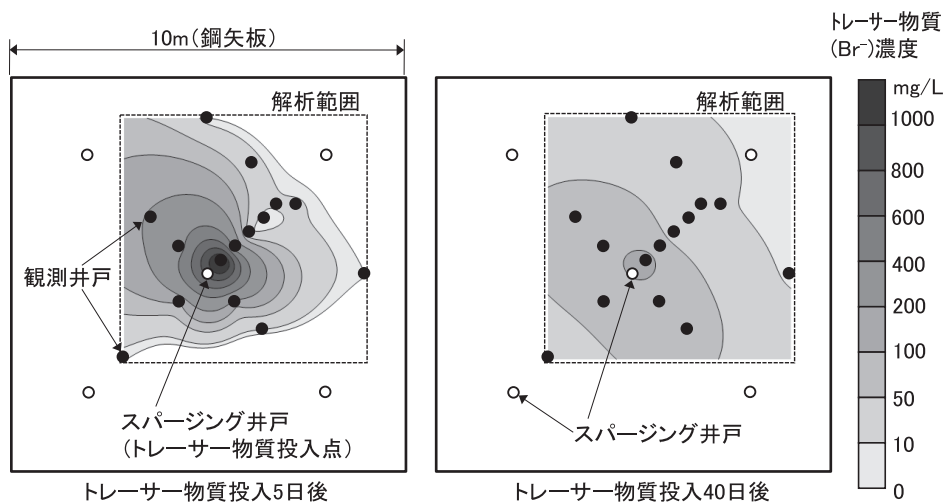 10m(鋼矢板)
解析範囲
観測井戸
スパージング井戸
(トレーサー物質投入点)
トレーサー物質投入5日後
解析範囲
スパージング井戸
トレーサー物質投入40日後
トレーサー物質
(Br⁻)濃度
mg/L
1000
800
600
400
200
100
50
10
0